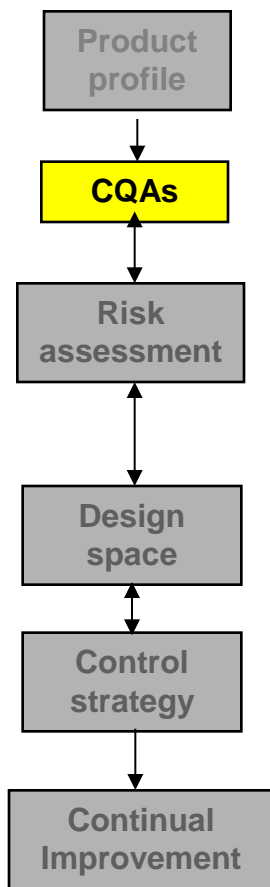 Product
profile
CQAs
Risk
assessment
Design
space
Control
strategy
Continual
Improvement